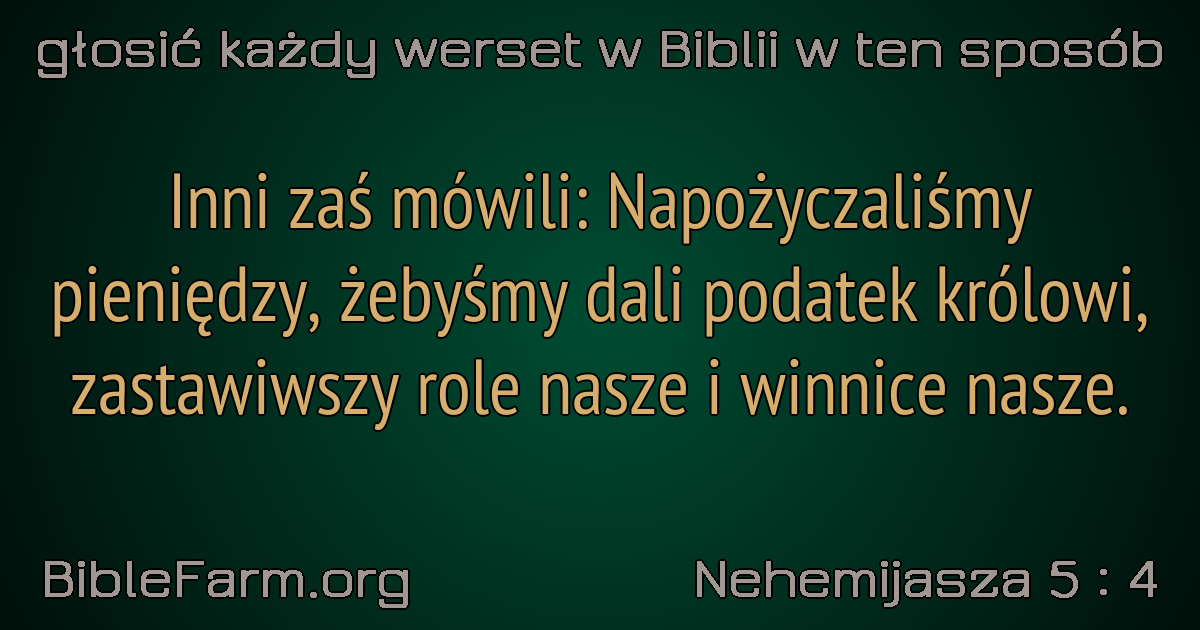 głosić każdy werset w Biblii w ten sposób
Inni zaś mówili: Napożyczaliśmy
pieniędzy, żebyśmy dali podatek królowi,
zastawiwszy role nasze i winnice nasze.
BibleFarm.org
Nehemijasza 5 : 4